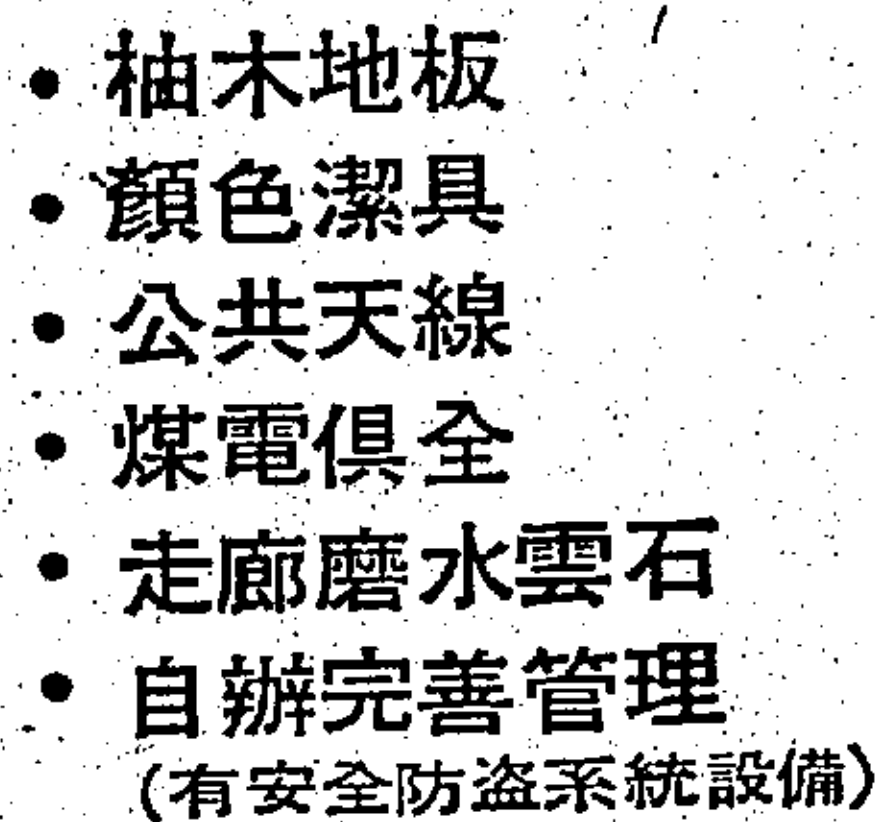 • 柚木地板
• 顏色潔具
• 公共天線
• 煤電俱全
• 走廊磨水雲石
• 自辦完善管理
(有安全防盜系統設備)